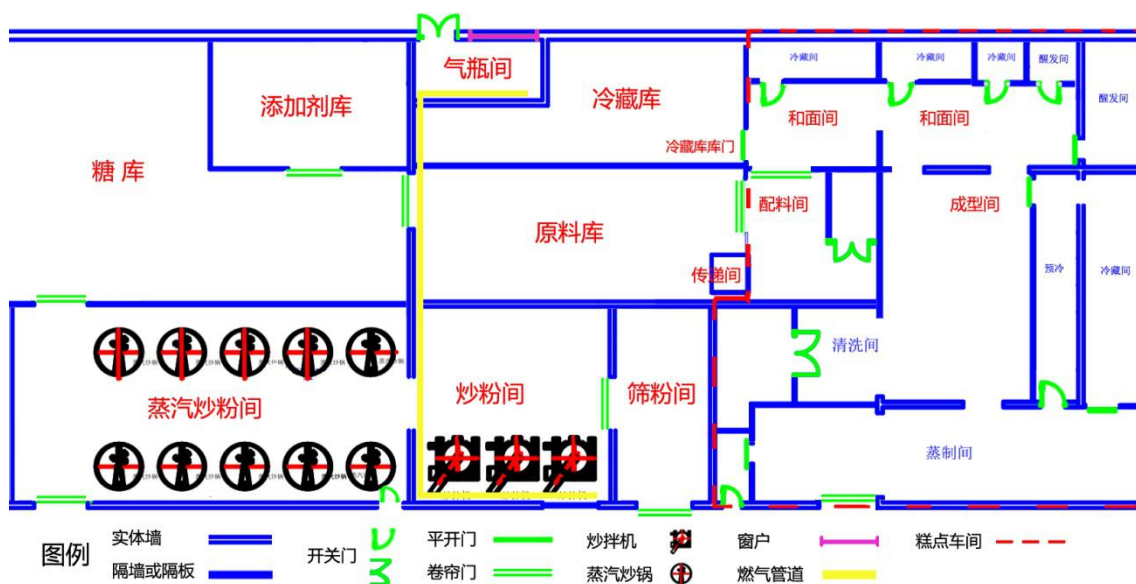 气瓶间
冷藏间
冷藏间
冷藏间
醒发间
醒发间
添加剂库
冷藏库
和面间
和面间
冷藏库库门
糖 库
原料库
配料间
成型间
传递间
预冷
冷藏间
清洗间
蒸汽炒粉间
炒粉间
筛粉间
蒸制间
图例
实体墙
隔墙或隔板
开关门
平开门
卷帘门
炒拌机
蒸汽炒锅
窗户
燃气管道
糕点车间